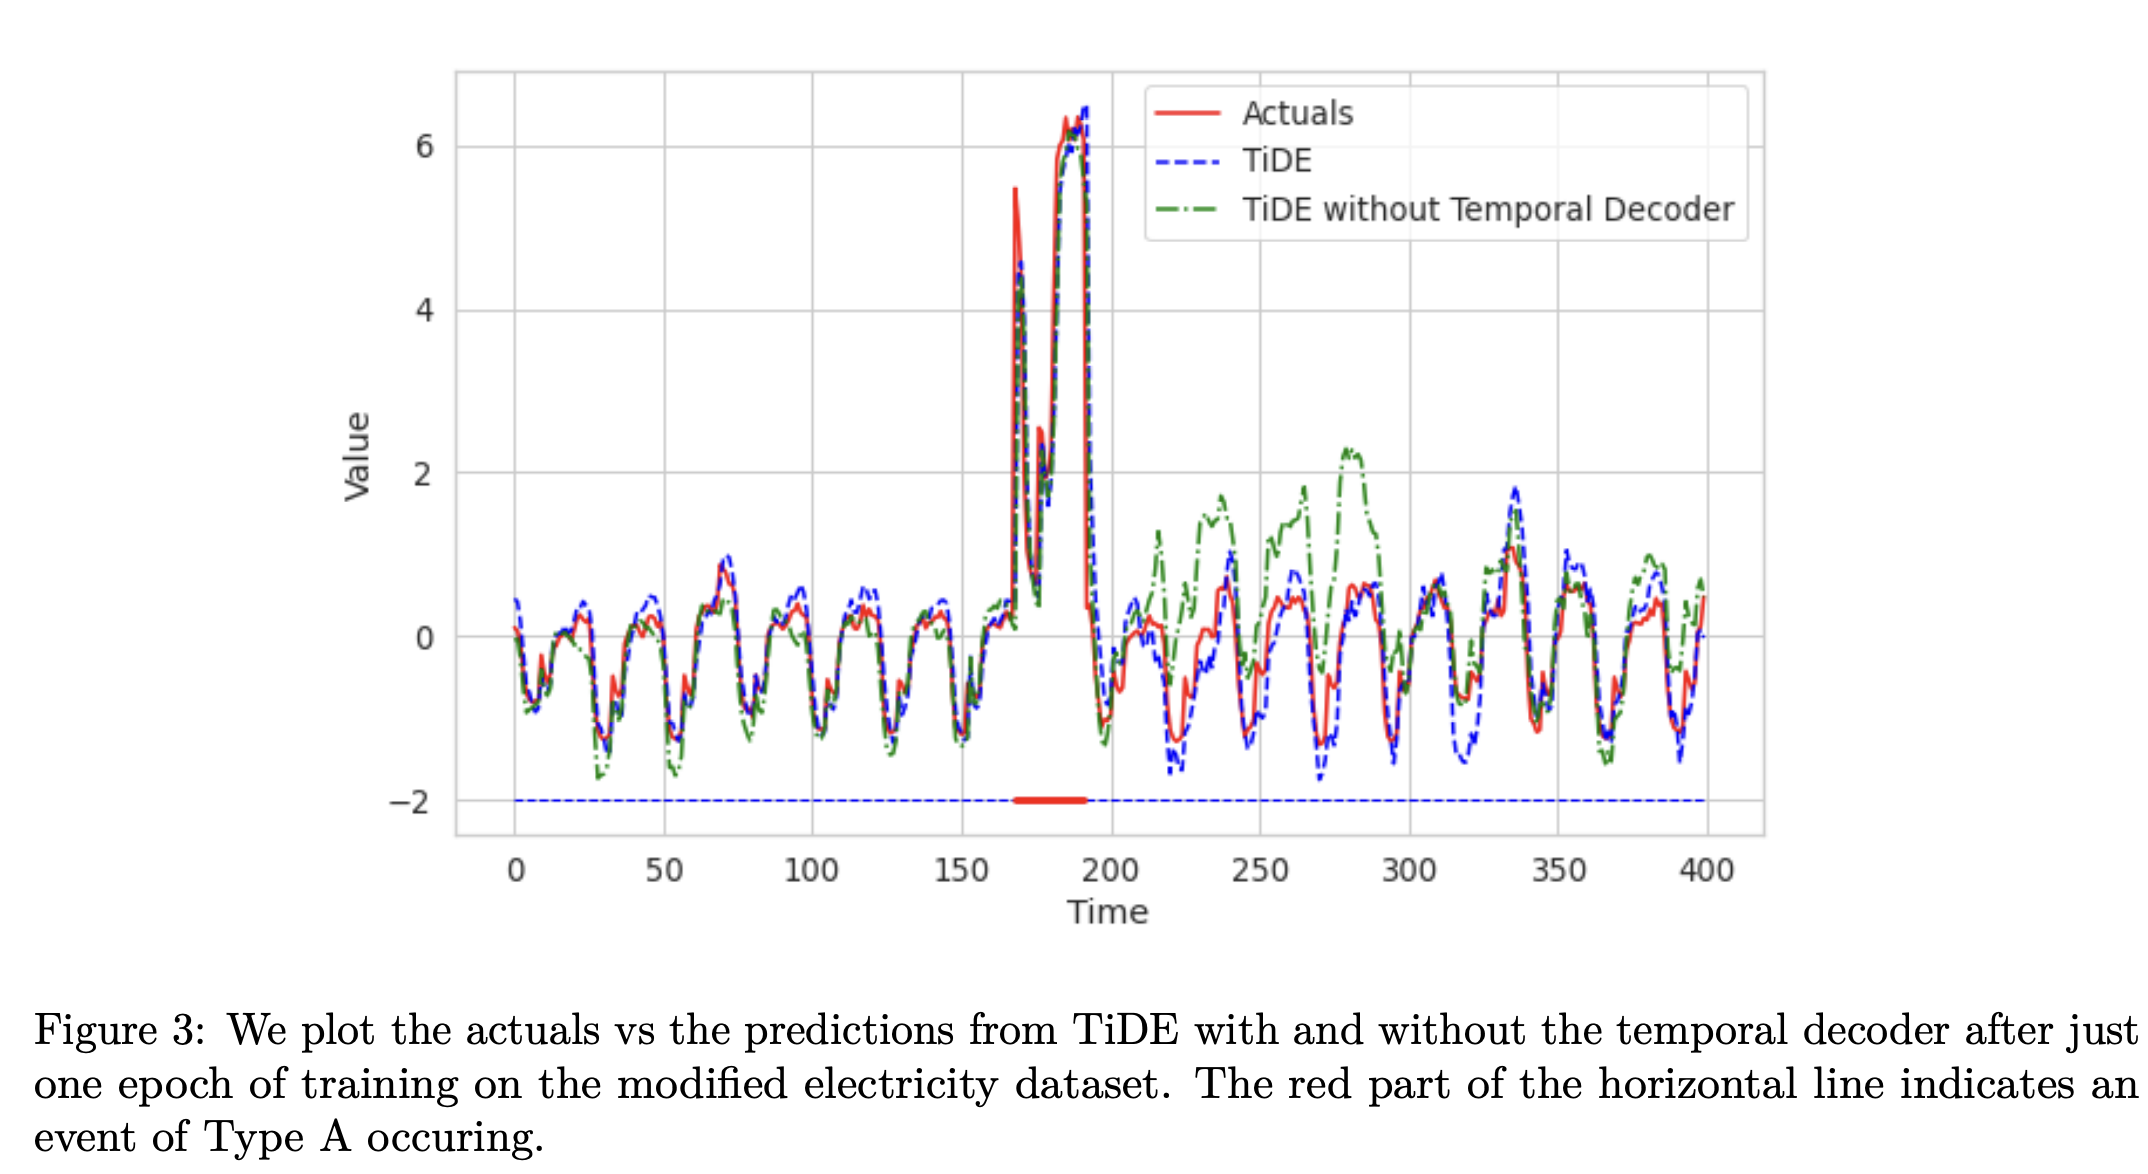 Actuals
TiDE
TiDE without Temporal Decoder
6
4
2
0
−2
Value
0 50 100 150 200 250 300 350 400
Time
Figure 3: We plot the actuals vs the predictions from TiDE with and without the temporal decoder after just
one epoch of training on the modified electricity dataset. The red part of the horizontal line indicates an
event of Type A occuring.